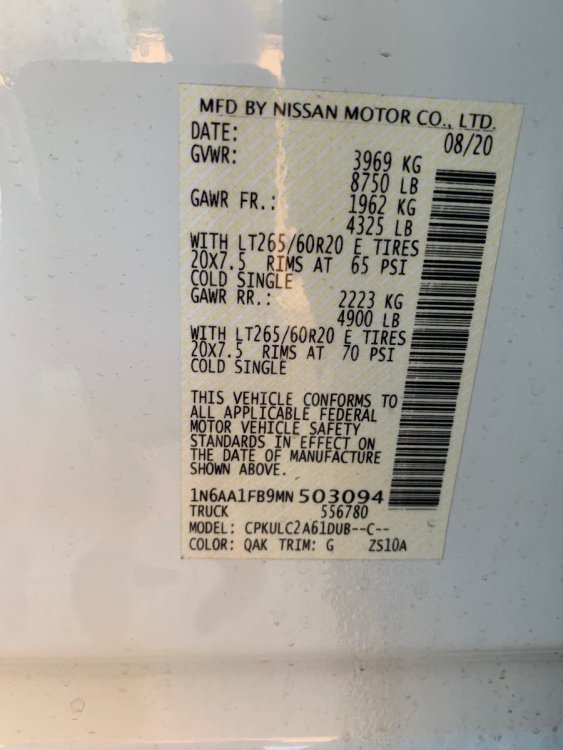 MFD BY NISSAN MOTOR CO., LTD.
DATE: 08/20
GVWR: 3969 KG
8750 LB
GAWR FR.: 1962 KG
4325 LB
WITH LT265/60R20 E TIRES
20X7.5 RIMS AT 65 PSI
COLD SINGLE
GAWR RR.: 2223 KG
4900 LB
WITH LT265/60R20 E TIRES
20X7.5 RIMS AT 70 PSI
COLD SINGLE
THIS VEHICLE CONFORMS TO
ALL APPLICABLE FEDERAL
MOTOR VEHICLE SAFETY
STANDARDS IN EFFECT ON
THE DATE OF MANUFACTURE
SHOWN ABOVE.
1N6AA1FB9MN 503094
TRUCK 556780
MODEL: CPKULC2A61DUB--C--
COLOR: QAK TRIM: G ZS10A